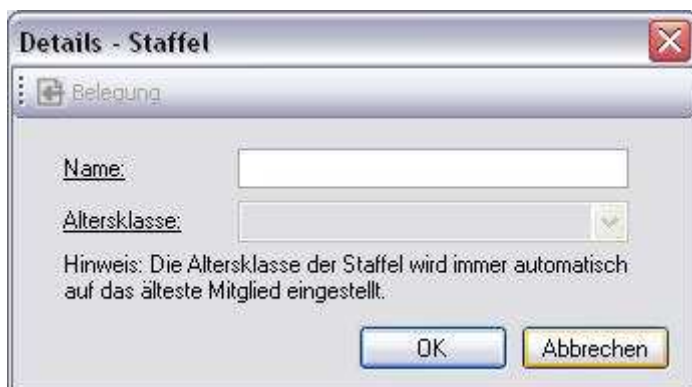 Details - Staffel
Belegung
Name:
Altersklasse:
Hinweis: Die Altersklasse der Staffel wird immer automatisch
auf das älteste Mitglied eingestellt.
OK
Abbrechen